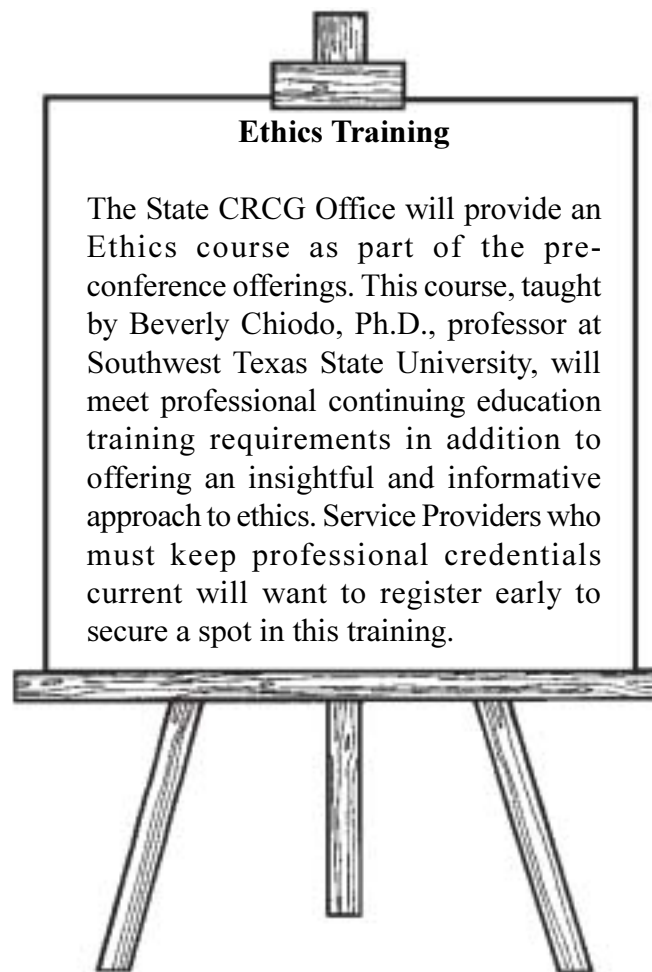 Ethics Training
The State CRCG Office will provide an
Ethics course as part of the pre-
conference offerings. This course, taught
by Beverly Chiodo, Ph.D., professor at
Southwest Texas State University, will
meet professional continuing education
training requirements in addition to
offering an insightful and informative
approach to ethics. Service Providers who
must keep professional credentials
current will want to register early to
secure a spot in this training.